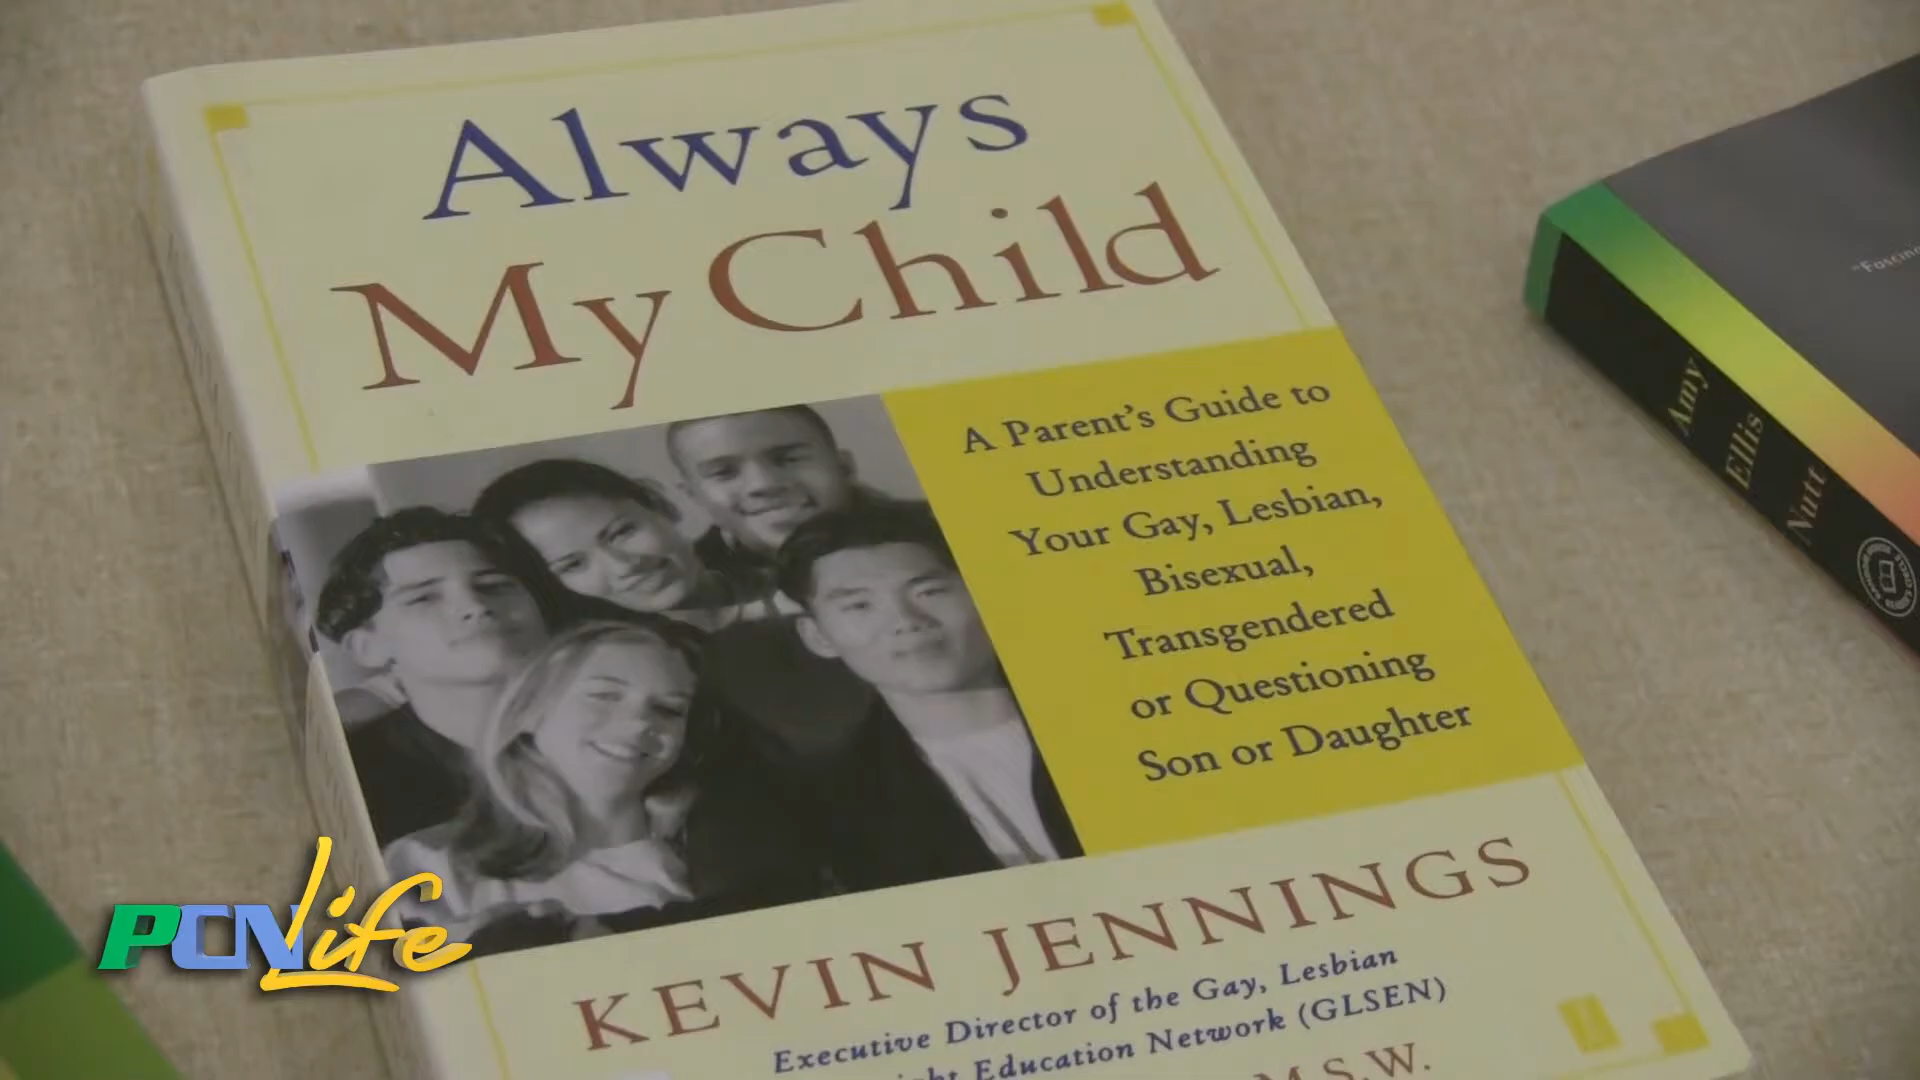 Always
My Child
A Parent's Guide to
Understanding
Your Gay, Lesbian,
Bisexual,
Transgendered
or Questioning
Son or Daughter
KEVIN JENNINGS
Executive Director of the Gay, Lesbian
Education Network (GLSEN)
M.S.W.
Amy
Ellis
Nutt
PCN Life